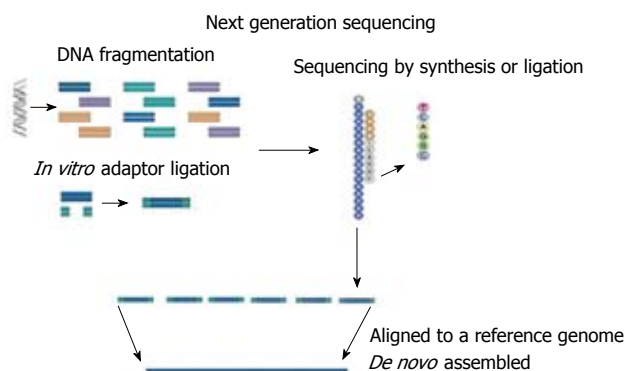 Next generation sequencing
DNA fragmentation
Sequencing by synthesis or ligation
In vitro adaptor ligation
Aligned to a reference genome
De novo assembled